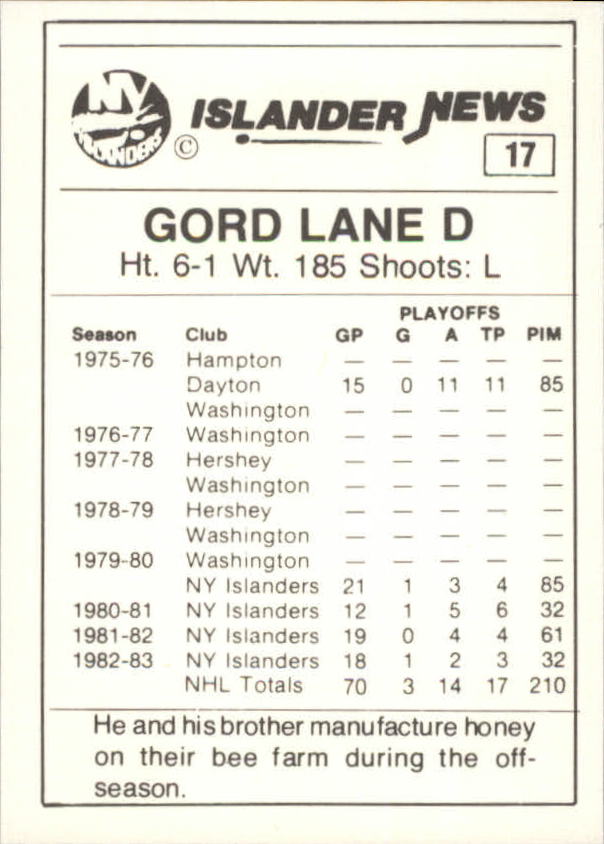 NY
ISLANDERS
©
ISLANDER NEWS
17
GORD LANE D
Ht. 6-1 Wt. 185 Shoots: L
PLAYOFFS
Season Club GP G A TP PIM
1975-76 Hampton — — — — —
Dayton 15 0 11 11 85
Washington — — — — —
1976-77 Washington — — — — —
1977-78 Hershey — — — — —
Washington — — — — —
1978-79 Hershey — — — — —
Washington — — — — —
1979-80 Washington — — — — —
NY Islanders 21 1 3 4 85
1980-81 NY Islanders 12 1 5 6 32
1981-82 NY Islanders 19 0 4 4 61
1982-83 NY Islanders 18 1 2 3 32
NHL Totals 70 3 14 17 210
He and his brother manufacture honey
on their bee farm during the off-
season.